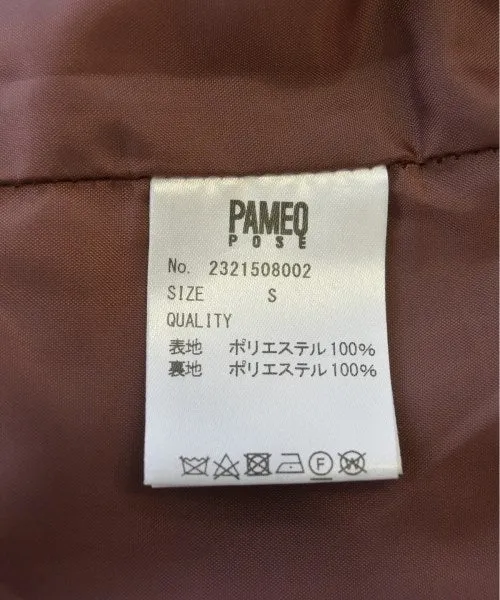 PAMEO
POSE
No. 2321508002
SIZE S
QUALITY
表地 ポリエステル100%
裏地 ポリエステル100%
F
W